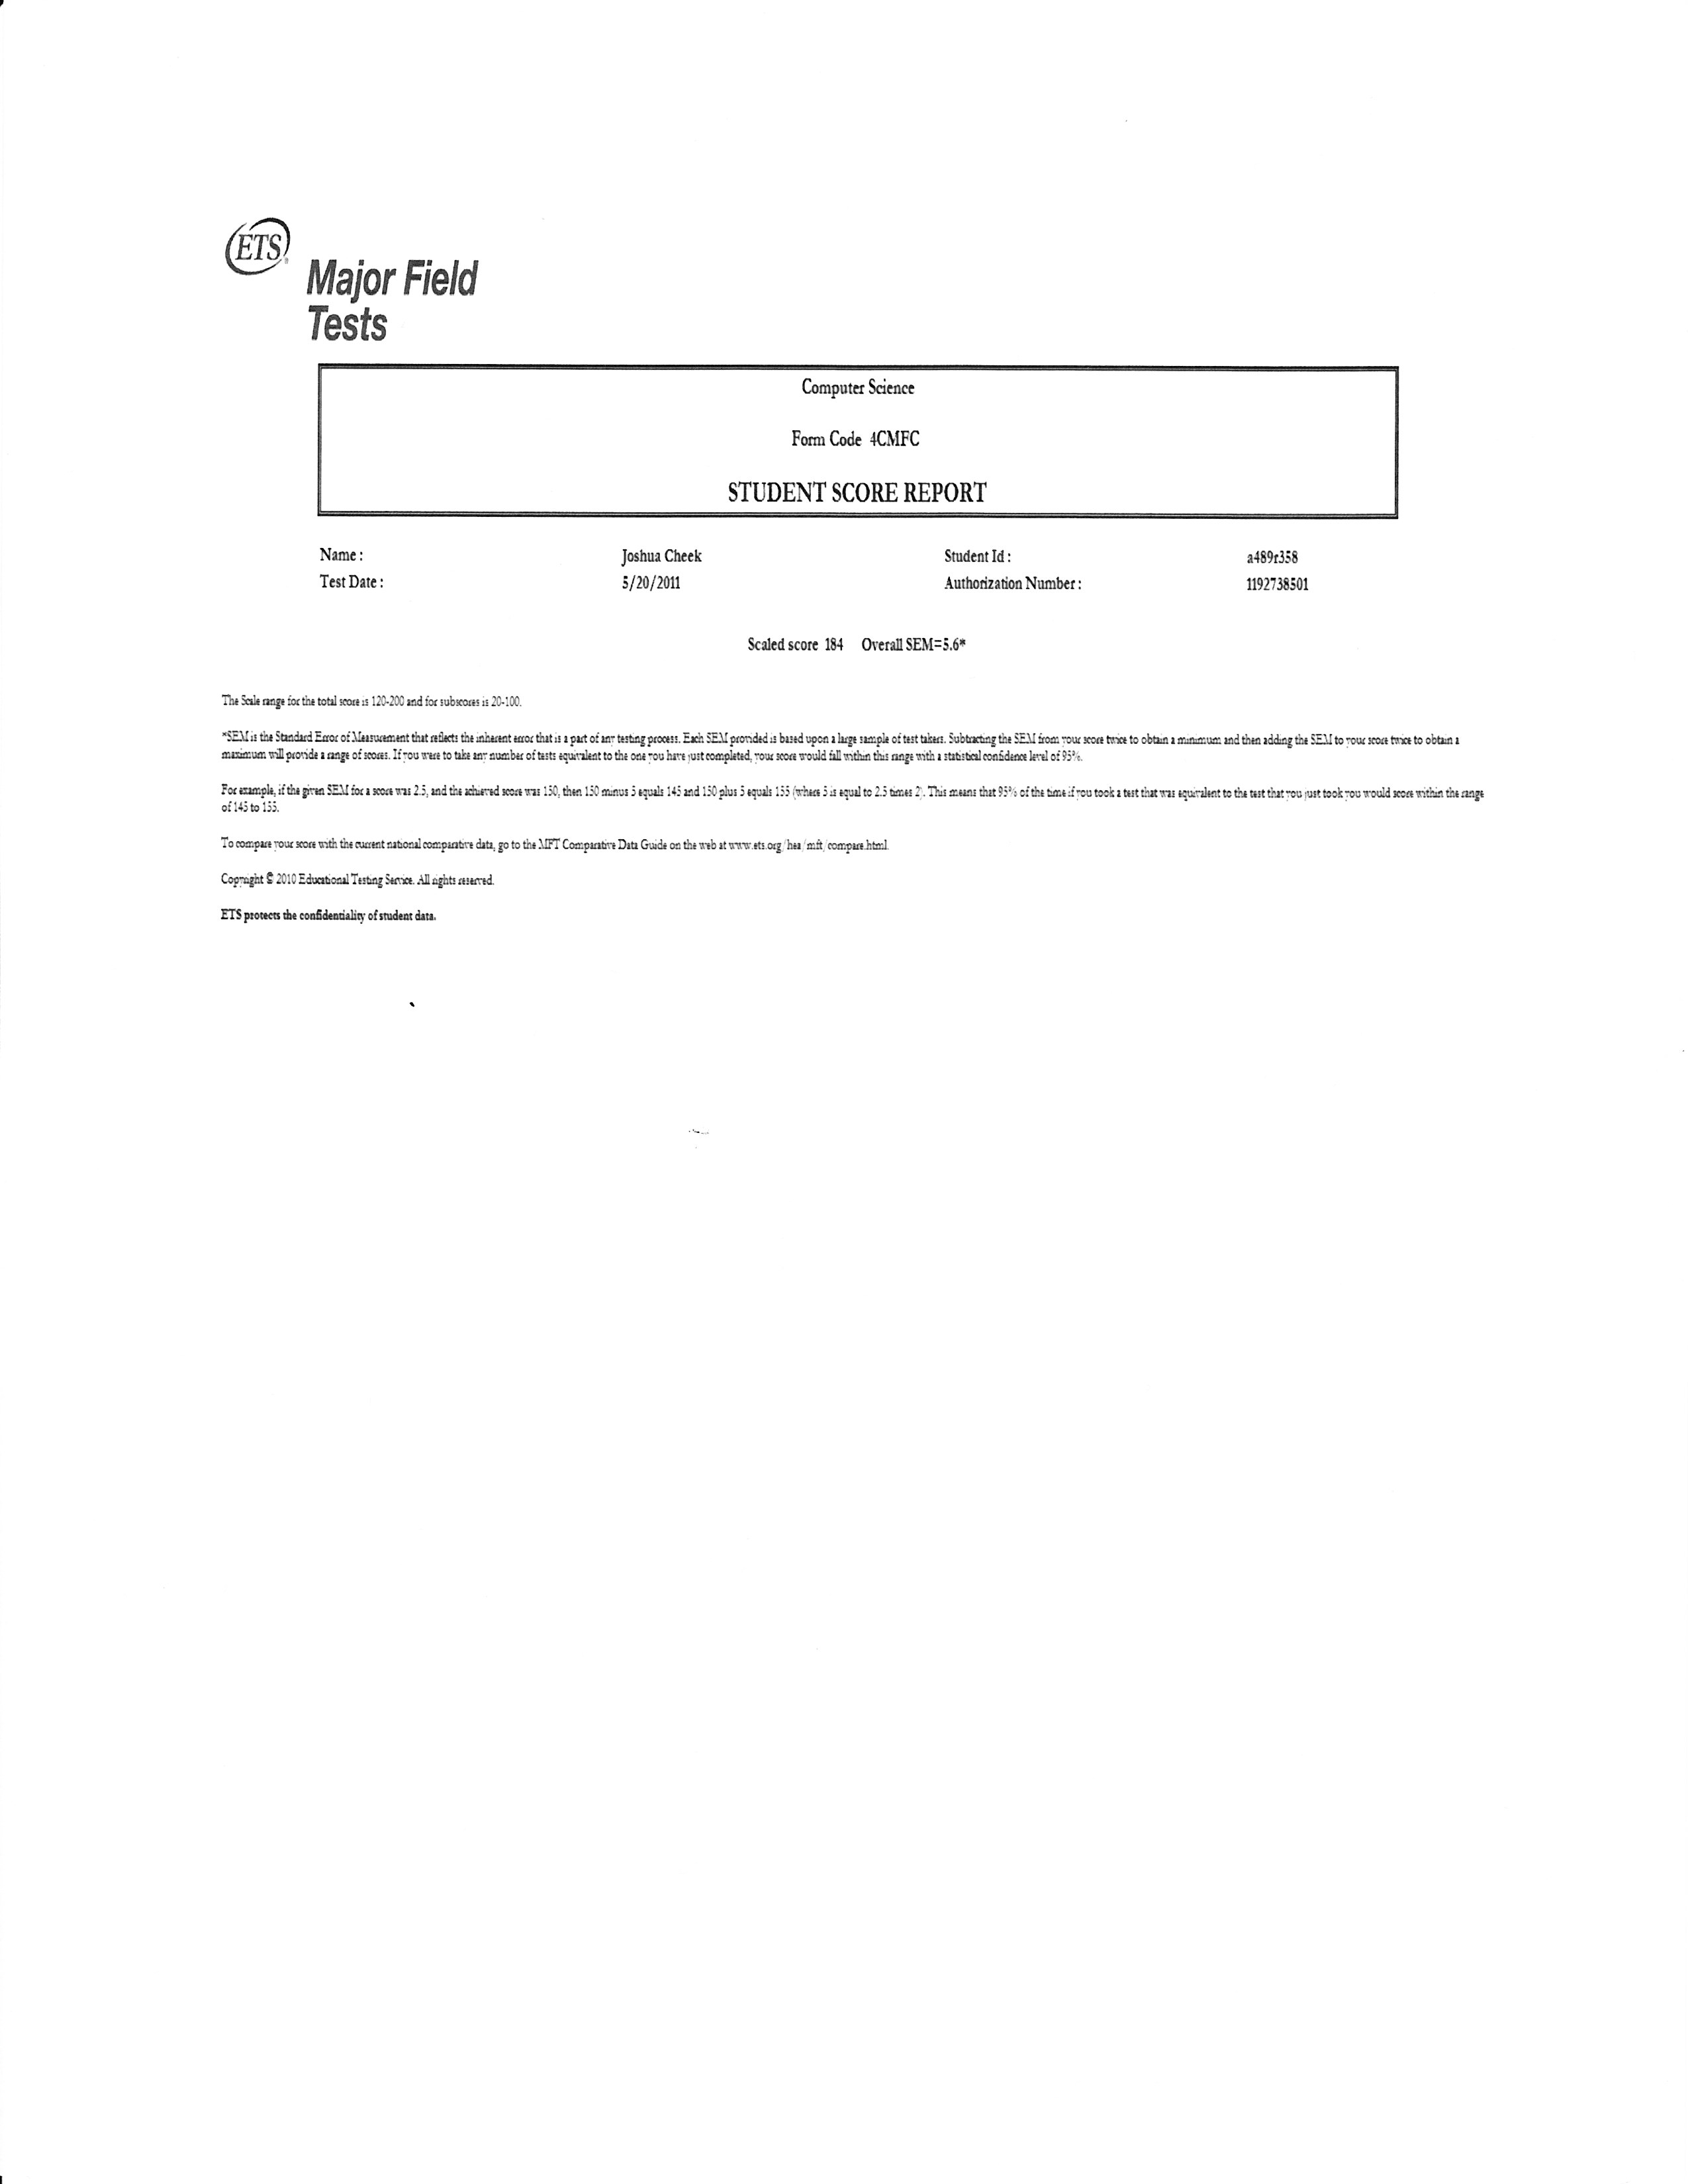 ETS
Major Field
Tests
Computer Science
Form Code 4CMFC
STUDENT SCORE REPORT
Name : Joshua Cheek Student Id : a489r358
Test Date : 5/20/2011 Authorization Number : 1192738501
Scaled score 184 Overall SEM=5.6*
The Scale range for the total score is 120-200 and for subscores is 20-100.
*SEM is the Standard Error of Measurement that reflects the inherent error that is a part of any testing process. Each SEM provided is based upon a large sample of test takers. Subtracting the SEM from your score twice to obtain a minimum and then adding the SEM to your score twice to obtain a
maximum will provide a range of scores. If you were to take any number of tests equivalent to the one you have just completed, your score would fall within this range with a statistical confidence level of 95%.
For example, if the given SEM for a score was 2.5, and the achieved score was 150, then 150 minus 5 equals 145 and 150 plus 5 equals 155 (where 5 is equal to 2.5 times 2). This means that 95% of the time if you took a test that was equivalent to the test that you just took you would score within the range
of 145 to 155.
To compare your score with the current national comparative data, go to the MFT Comparative Data Guide on the web at www.ets.org/hea/mft/compare.html.
Copyright © 2010 Educational Testing Service. All rights reserved.
ETS protects the confidentiality of student data.